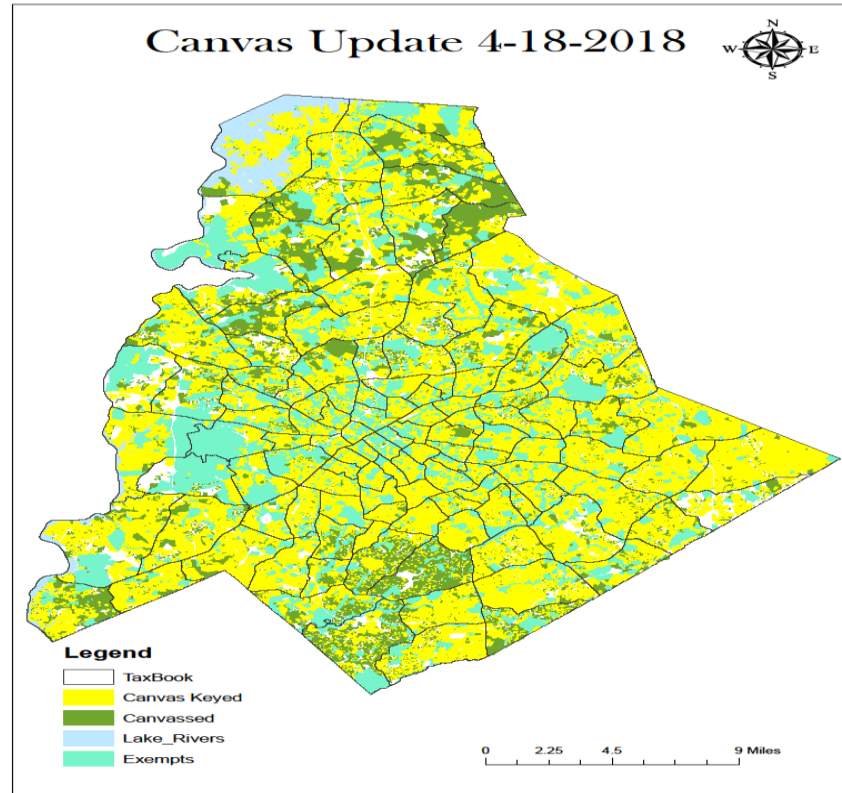 Canvas Update 4-18-2018
N
W E
S
Legend
TaxBook
Canvas Keyed
Canvassed
Lake_Rivers
Exempts
0 2.25 4.5 9 Miles